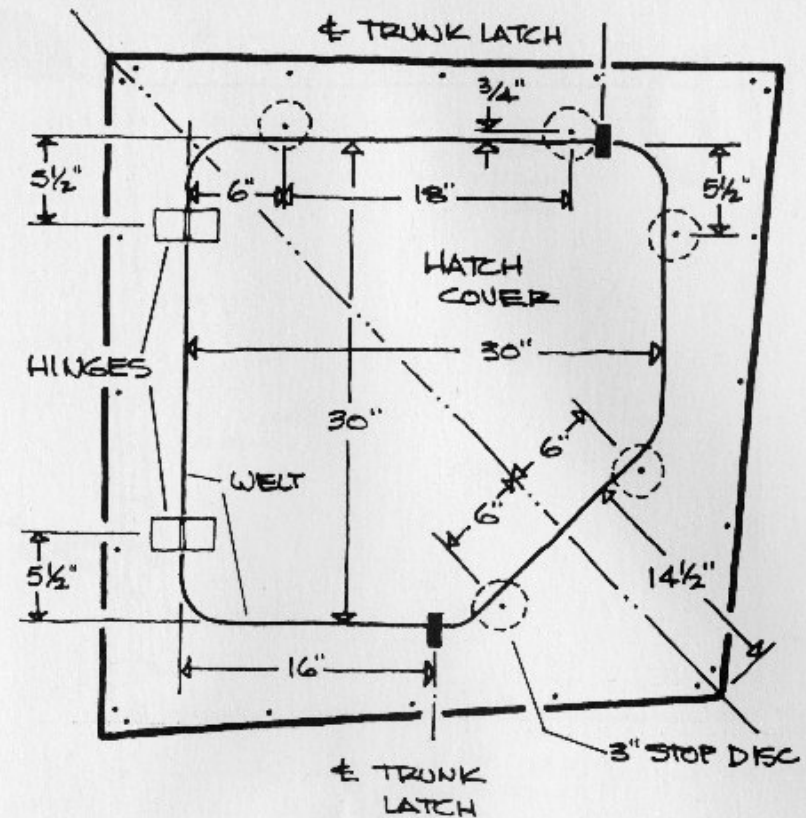 ℄ TRUNK LATCH
3/4"
5½"
6"
18"
5½"
HATCH
COVER
HINGES
30"
30"
6"
WELT
6"
5½"
14½"
16"
3" STOP DISC
℄ TRUNK
LATCH